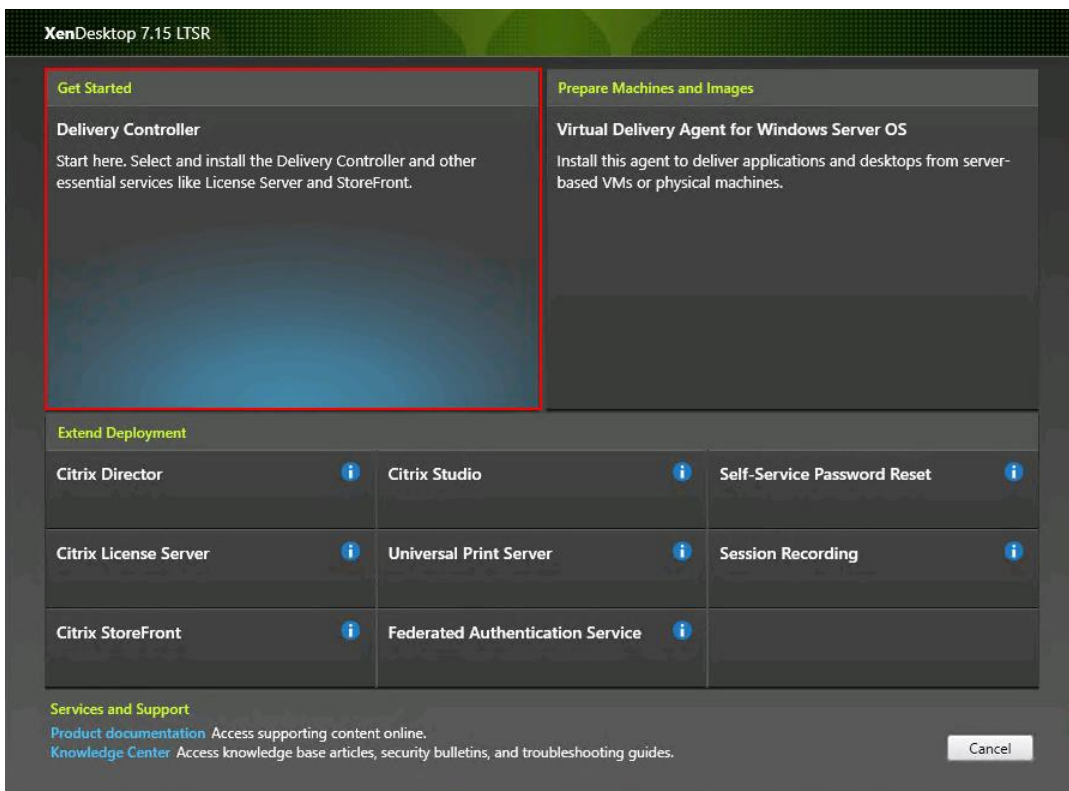 XenDesktop 7.15 LTSR
Get Started
Delivery Controller
Start here. Select and install the Delivery Controller and other
essential services like License Server and StoreFront.
Prepare Machines and Images
Virtual Delivery Agent for Windows Server OS
Install this agent to deliver applications and desktops from server-
based VMs or physical machines.
Extend Deployment
Citrix Director
Citrix Studio
Self-Service Password Reset
Citrix License Server
Universal Print Server
Session Recording
Citrix StoreFront
Federated Authentication Service
Services and Support
Product documentation Access supporting content online.
Knowledge Center Access knowledge base articles, security bulletins, and troubleshooting guides.
Cancel